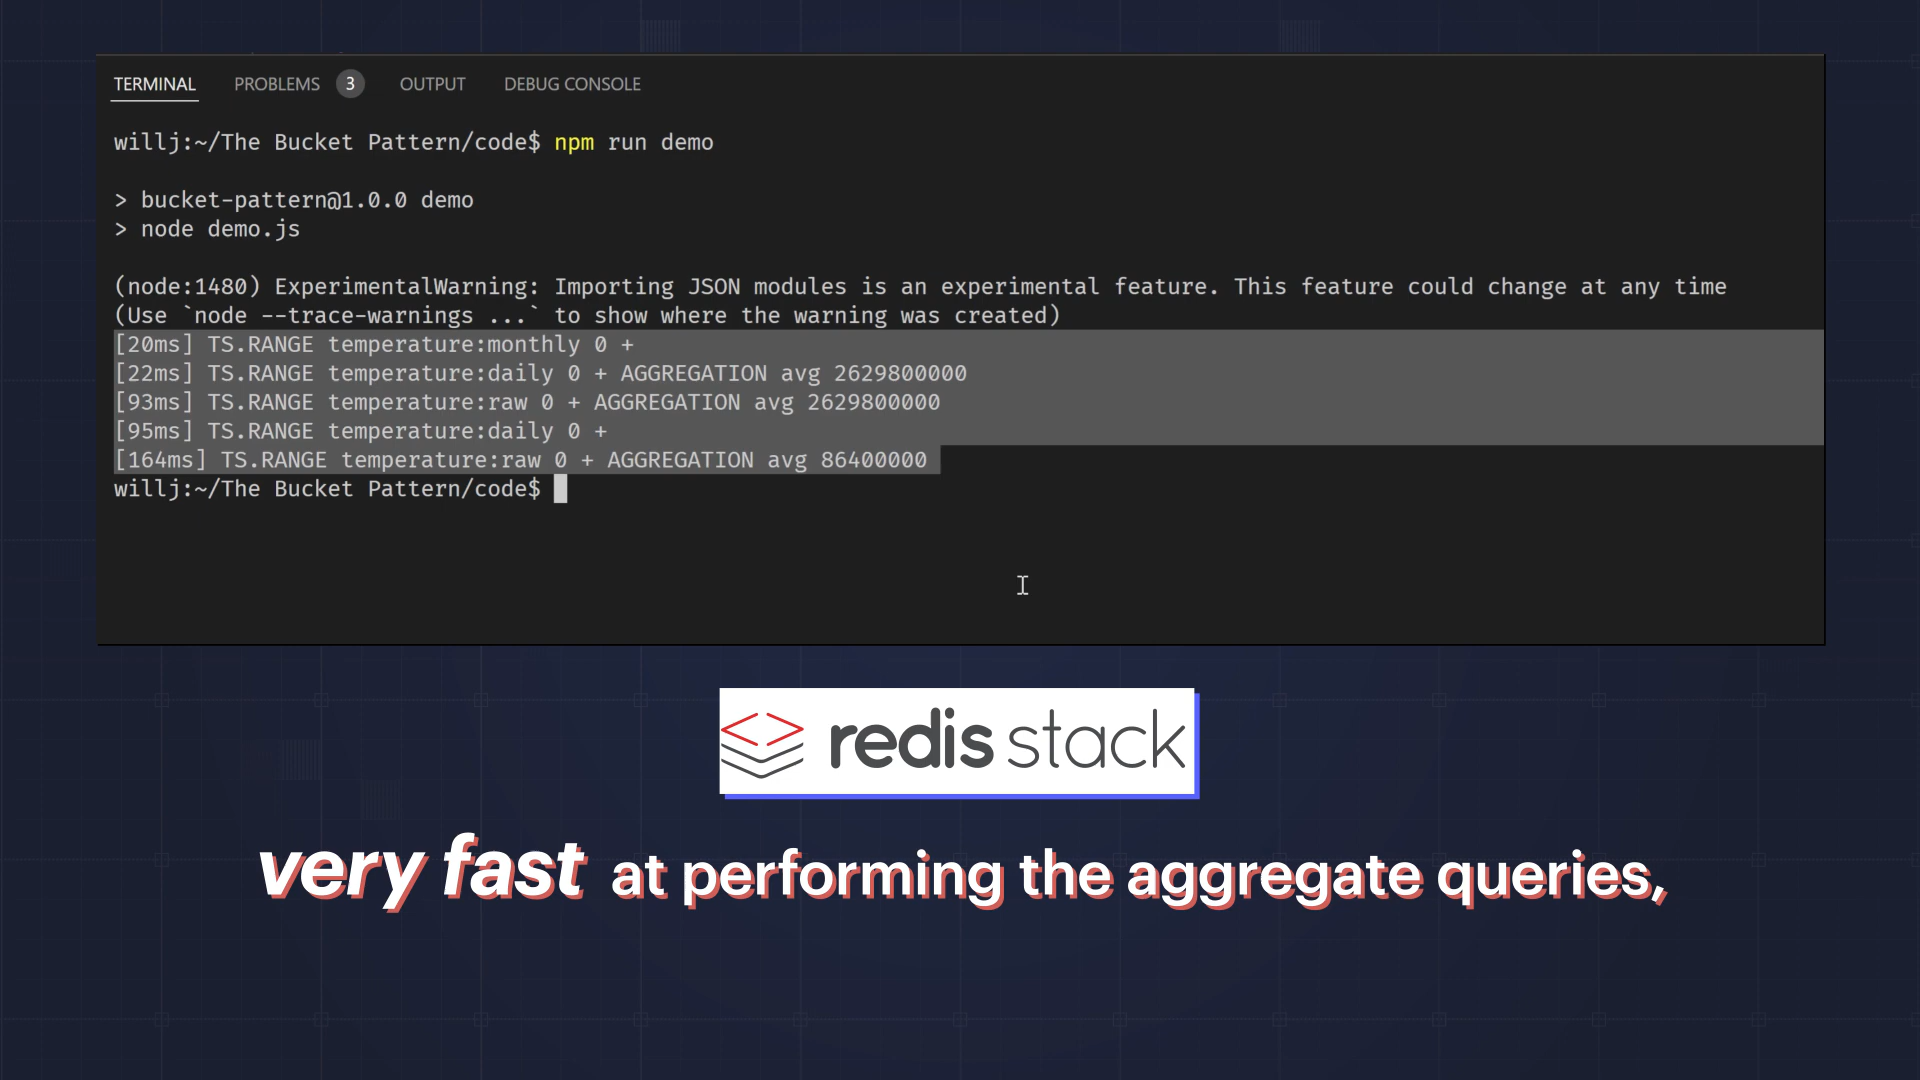 TERMINAL PROBLEMS 3 OUTPUT DEBUG CONSOLE
willj:~/The Bucket Pattern/code$ npm run demo
> bucket-pattern@1.0.0 demo
> node demo.js
(node:1480) ExperimentalWarning: Importing JSON modules is an experimental feature. This feature could change at any time
(Use `node --trace-warnings ...` to show where the warning was created)
[20ms] TS.RANGE temperature:monthly 0 +
[22ms] TS.RANGE temperature:daily 0 + AGGREGATION avg 2629800000
[93ms] TS.RANGE temperature:raw 0 + AGGREGATION avg 2629800000
[95ms] TS.RANGE temperature:daily 0 +
[164ms] TS.RANGE temperature:raw 0 + AGGREGATION avg 86400000
willj:~/The Bucket Pattern/code$
redis stack
very fast at performing the aggregate queries,